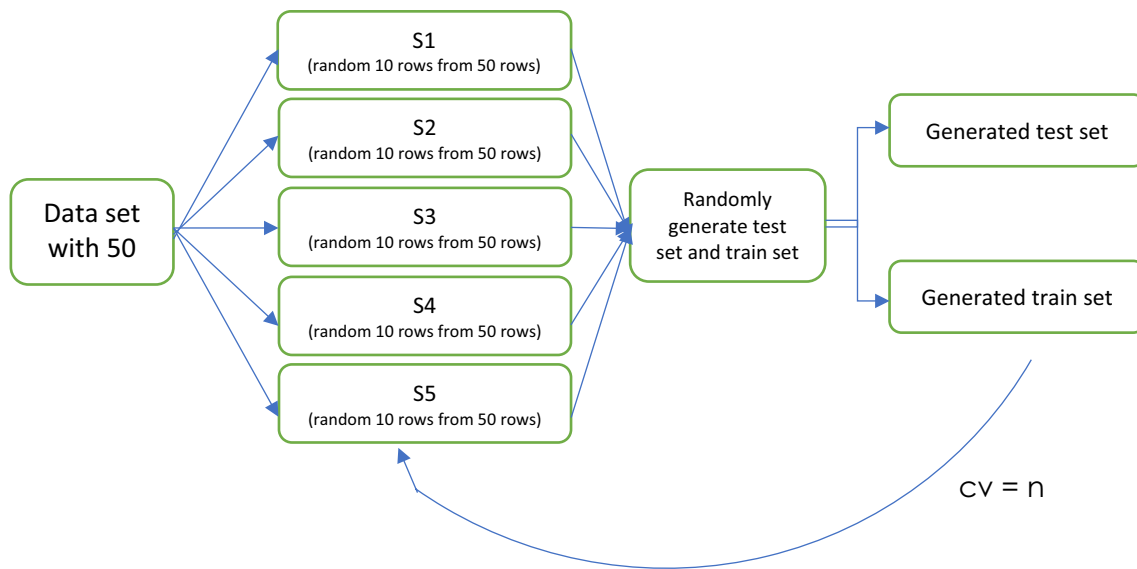 Data set
with 50
S1
(random 10 rows from 50 rows)
S2
(random 10 rows from 50 rows)
S3
(random 10 rows from 50 rows)
S4
(random 10 rows from 50 rows)
S5
(random 10 rows from 50 rows)
Randomly
generate test
set and train set
Generated test set
Generated train set
cv = n